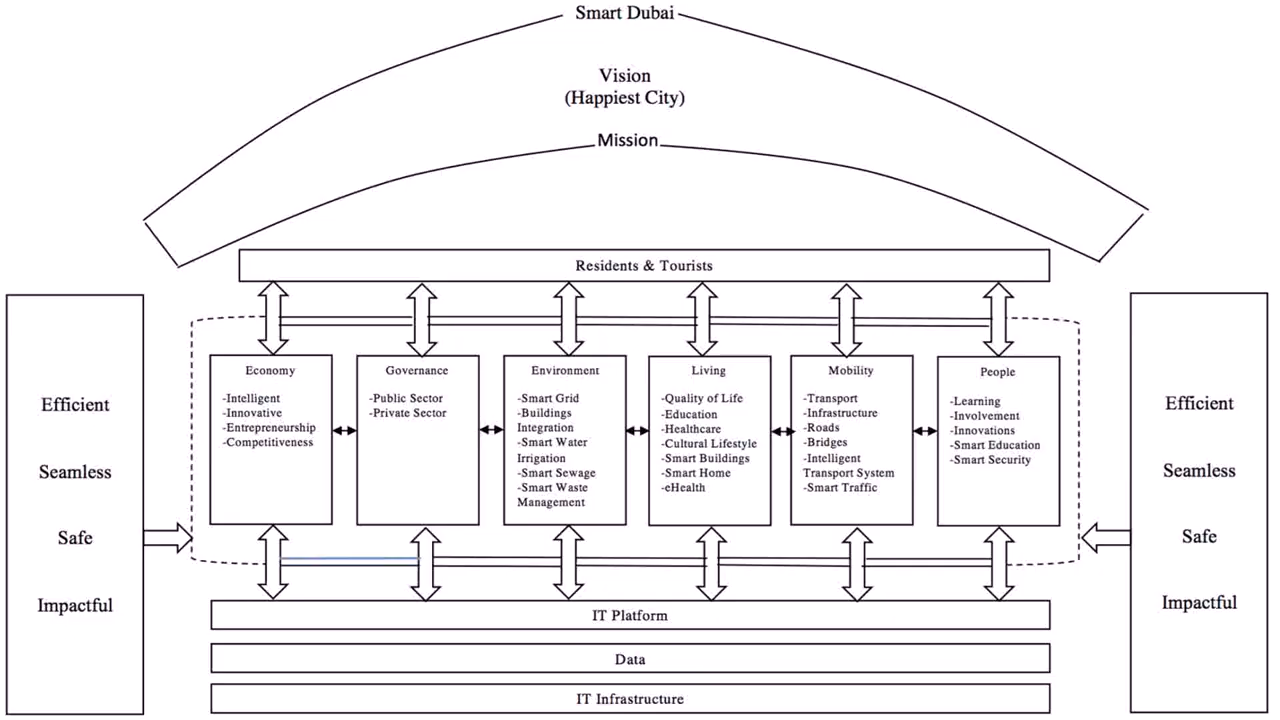 Smart Dubai
Vision
(Happiest City)
Mission
Residents & Tourists
Efficient
Seamless
Safe
Impactful
Economy
-Intelligent
-Innovative
-Entrepreneurship
-Competitiveness
Governance
-Public Sector
-Private Sector
Environment
-Smart Grid
-Buildings
Integration
-Smart Water
Irrigation
-Smart Sewage
-Smart Waste
Management
Living
-Quality of Life
-Education
-Healthcare
-Cultural Lifestyle
-Smart Buildings
-Smart Home
-eHealth
Mobility
-Transport
-Infrastructure
-Roads
-Bridges
-Intelligent
Transport System
-Smart Traffic
People
-Learning
-Involvement
-Innovations
-Smart Education
-Smart Security
Efficient
Seamless
Safe
Impactful
IT Platform
Data
IT Infrastructure